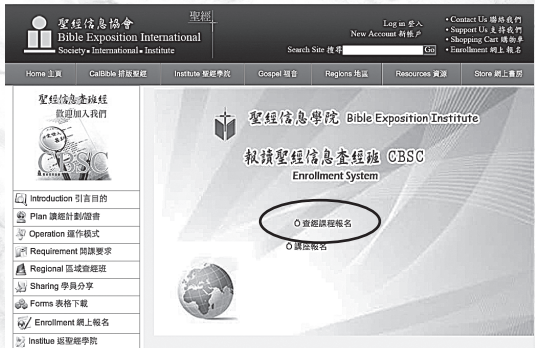 聖經信息協會
Bible Exposition International
Society • International • Institute
聖經
Log in 登入
New Account 新帳戶
Search Site 搜尋 Go
• Contact Us 聯絡我們
• Support Us 支持我們
• Shopping Cart 購物車
• Enrollment 網上報名
Home 主頁
CalBible 排版聖經
Institute 聖經學院
Gospel 福音
Regions 地區
Resources 資源
Store 網上書房
聖經信息查經班
歡迎加入我們
CBSC
Introduction 引言目的
Plan 讀經計劃/證書
Operation 運作模式
Requirement 開課要求
Regional 區域查經班
Sharing 學員分享
Forms 表格下載
Enrollment 網上報名
Institue 返聖經學院
聖經信息學院 Bible Exposition Institute
報讀聖經信息查經班 CBSC
Enrollment System
Ö 查經課程報名
Ö 講座報名